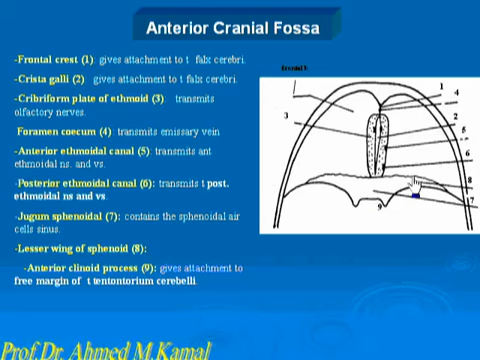 Anterior Cranial Fossa
-Frontal crest (1): gives attachment to t falx cerebri.
-Crista galli (2): gives attachment to t falx cerebri.
-Cribriform plate of ethmoid (3): transmits
olfactory nerves.
Foramen coecum (4): transmits emissary vein
-Anterior ethmoidal canal (5): transmits ant
ethmoidal ns. and vs.
-Posterior ethmoidal canal (6): transmits t post.
ethmoidal ns and vs.
-Jugum sphenoidal (7): contains the sphenoidal air
cells sinus.
-Lesser wing of sphenoid (8):
-Anterior clinoid process (9): gives attachment to
free margin of t tentontorium cerebelli.
Frontal b.
1
4
3
2
5
6
8
7
9
Prof.Dr. Ahmed M.Kamal